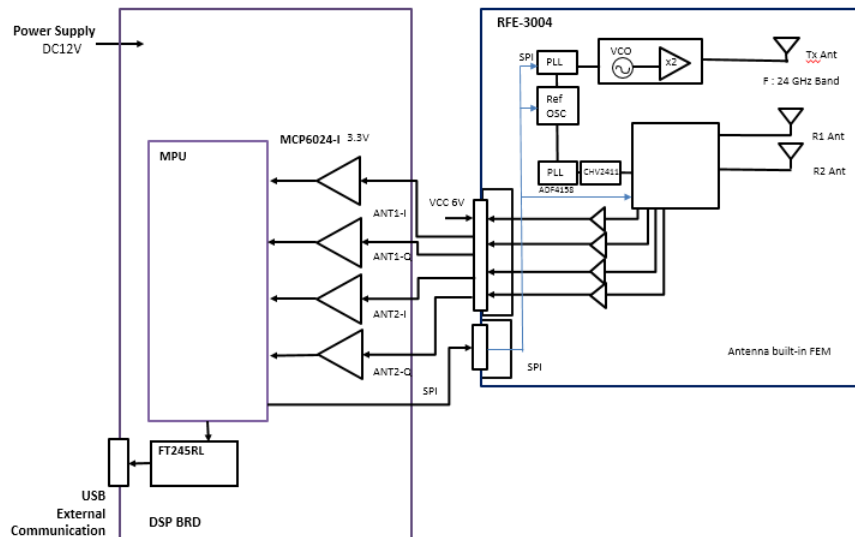 Power Supply
DC12V
MPU
MCP6024-I 3.3V
ANT1-I
ANT1-Q
ANT2-I
ANT2-Q
SPI
FT245RL
USB
External
Communication
DSP BRD
RFE-3004
SPI
PLL
VCO
x2
Tx Ant
F : 24 GHz Band
Ref
OSC
R1 Ant
R2 Ant
PLL
CHV2411
ADF4158
VCC 6V
SPI
Antenna built-in FEM